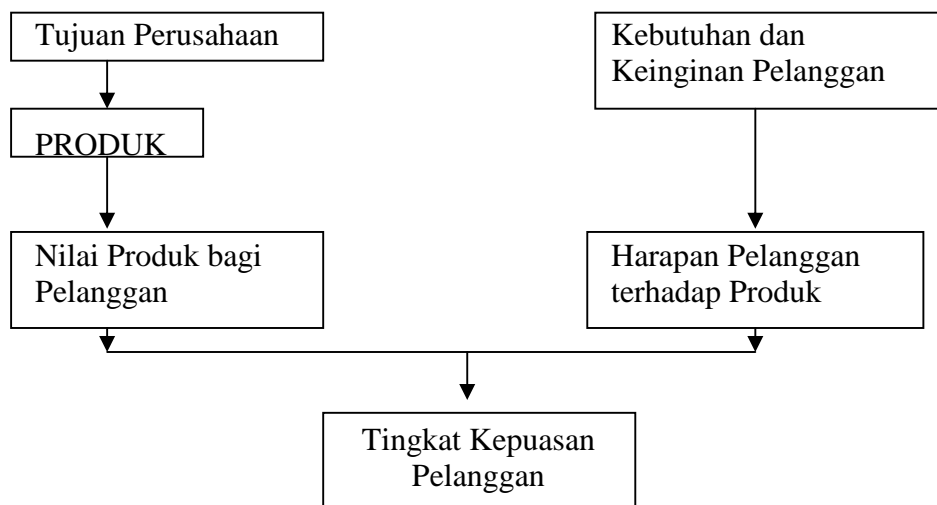 Tujuan Perusahaan
Kebutuhan dan
Keinginan Pelanggan
PRODUK
Nilai Produk bagi
Pelanggan
Harapan Pelanggan
terhadap Produk
Tingkat Kepuasan
Pelanggan